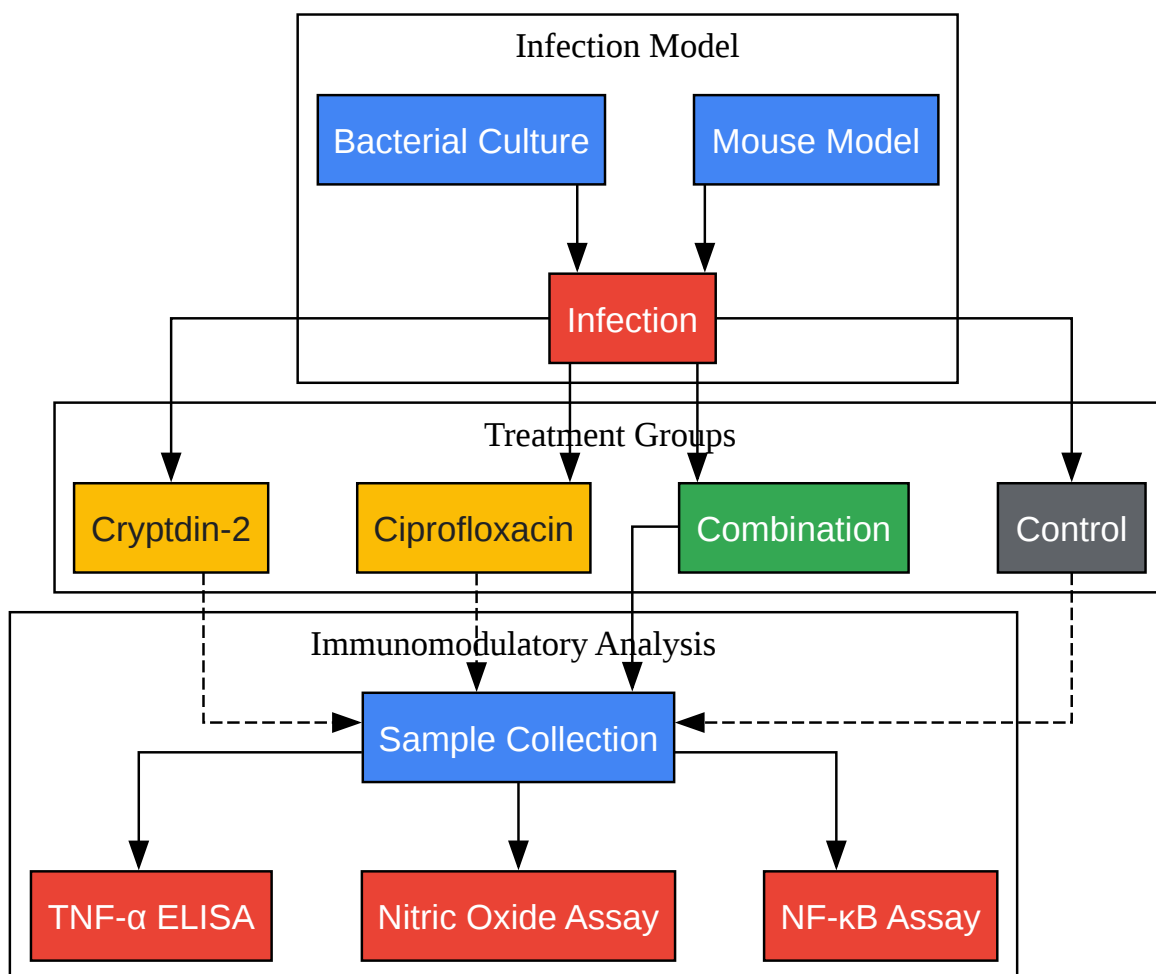 Infection Model
Bacterial Culture
Mouse Model
Infection
Treatment Groups
Cryptdin-2
Ciprofloxacin
Combination
Control
Immunomodulatory Analysis
Sample Collection
TNF-α ELISA
Nitric Oxide Assay
NF-κB Assay